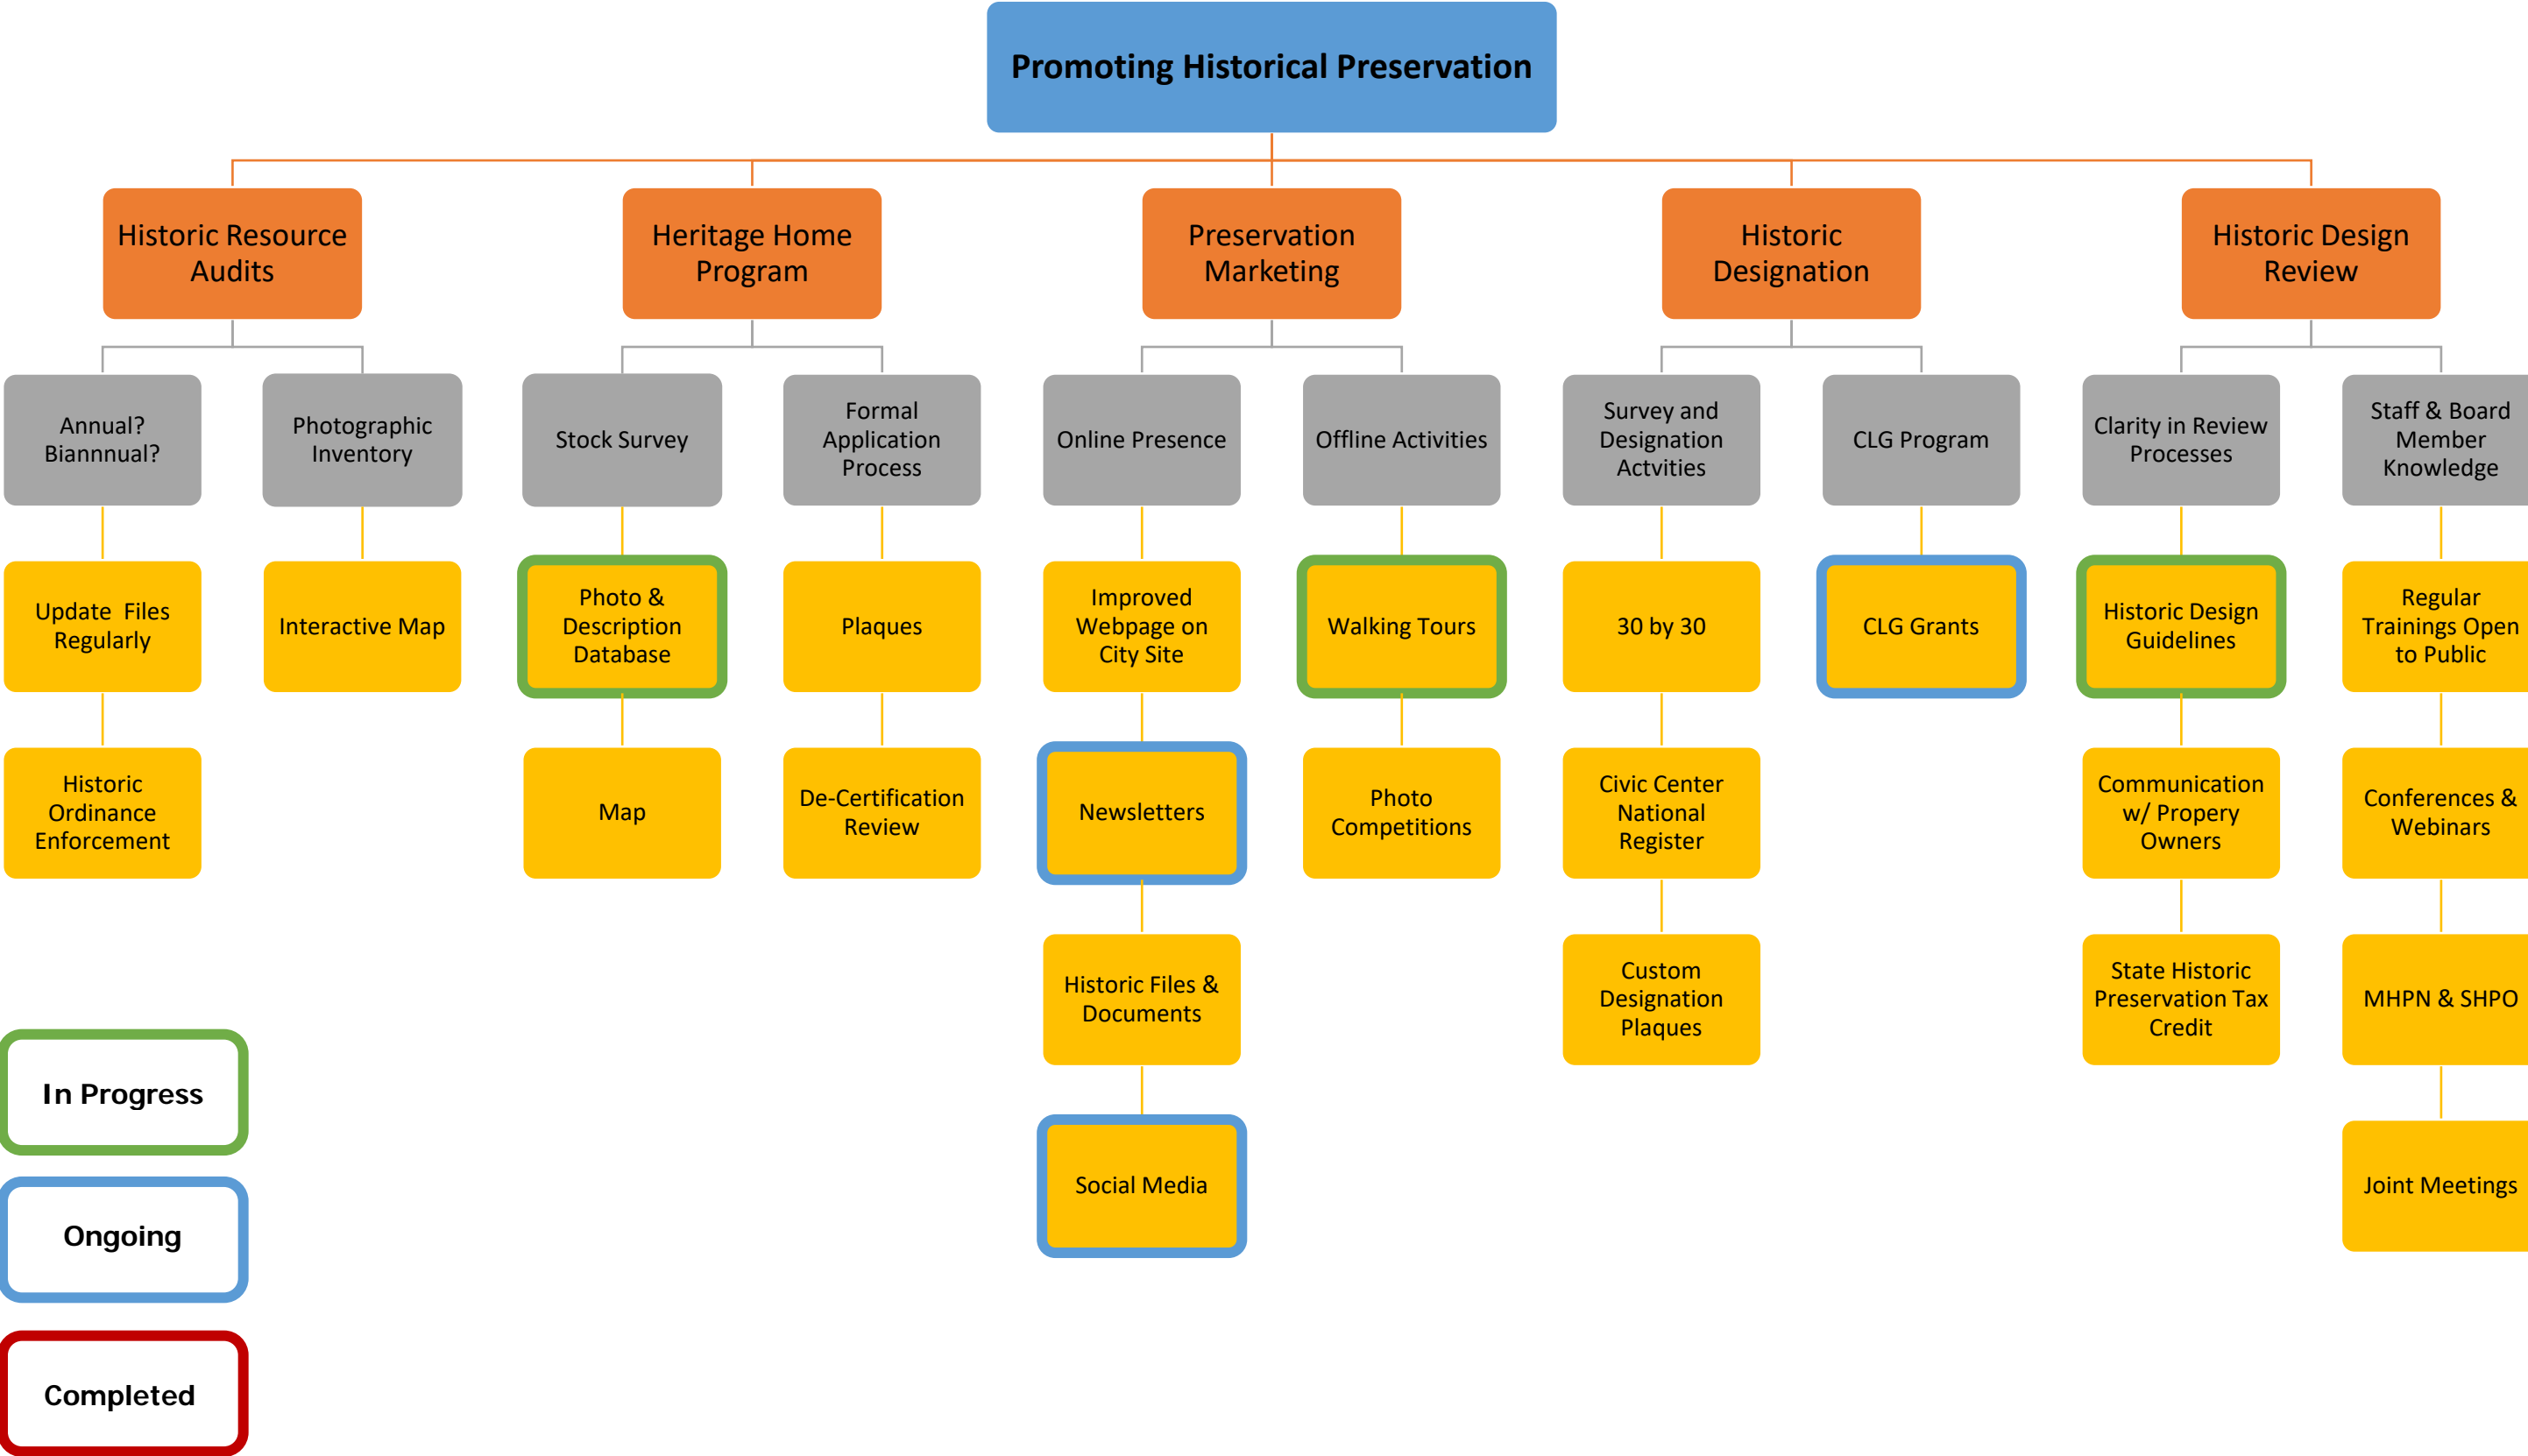 Promoting Historical Preservation
Historic Resource
Audits
Heritage Home
Program
Preservation
Marketing
Historic
Designation
Historic Design
Review
Annual?
Biannnual?
Photographic
Inventory
Stock Survey
Formal
Application
Process
Online Presence
Offline Activities
Survey and
Designation
Actvities
CLG Program
Clarity in Review
Processes
Staff & Board
Member
Knowledge
Update Files
Regularly
Interactive Map
Photo &
Description
Database
Plaques
Improved
Webpage on
City Site
Walking Tours
30 by 30
CLG Grants
Historic Design
Guidelines
Regular
Trainings Open
to Public
Historic
Ordinance
Enforcement
Map
De-Certification
Review
Newsletters
Photo
Competitions
Civic Center
National
Register
Communication
w/ Propery
Owners
Conferences &
Webinars
Historic Files &
Documents
Custom
Designation
Plaques
State Historic
Preservation Tax
Credit
MHPN & SHPO
Social Media
Joint Meetings
In Progress
Ongoing
Completed